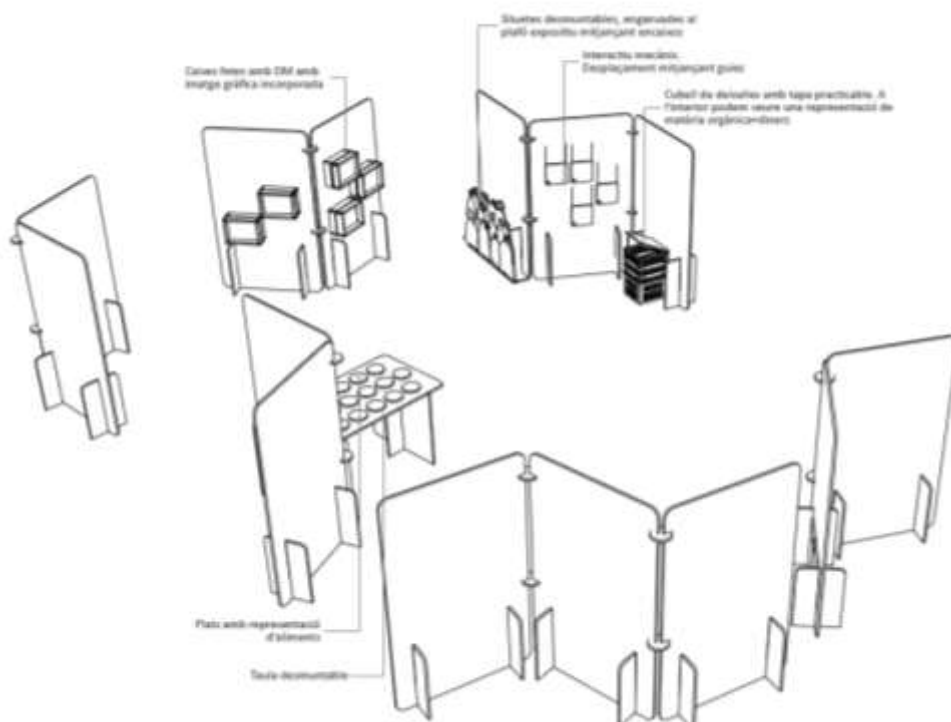 Siluetes desmuntables, engarvades al
plafó expositiu mitjançant encaixos
Interactiu mecànic.
Desplaçament mitjançant guies
Caixes fetes amb DM amb
imatge gràfica incorporada
Cubell de deixalles amb tapa practicable. A
l'interior podem veure una representació de
matèria orgànica+diners
Plats amb representació
d'aliments
Taula desmuntable